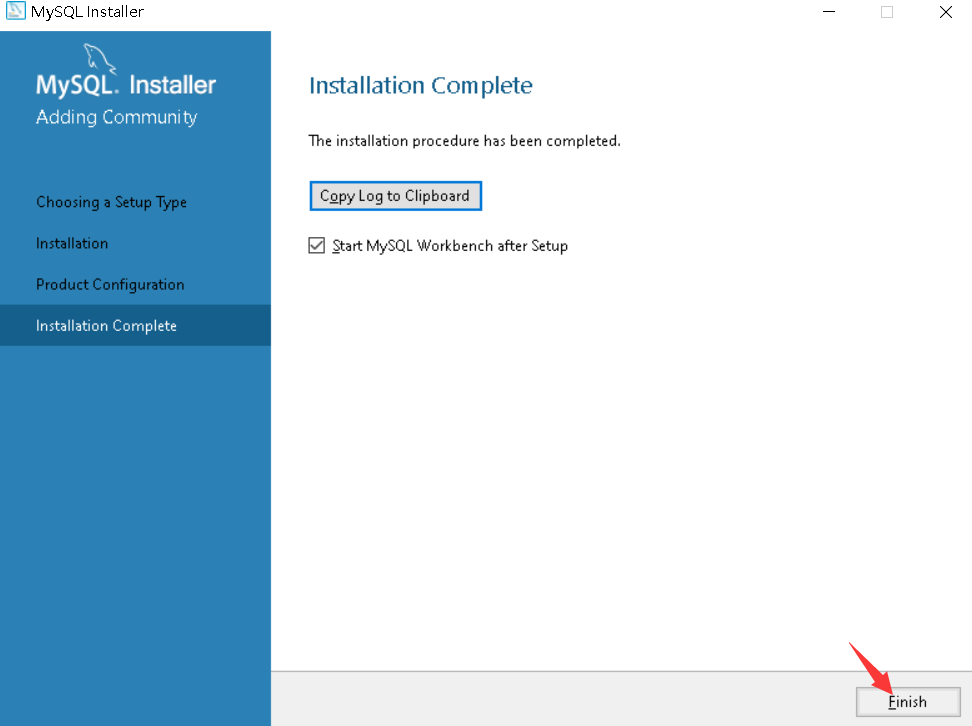 MySQL Installer
MySQL. Installer
Adding Community
Choosing a Setup Type
Installation
Product Configuration
Installation Complete
Installation Complete
The installation procedure has been completed.
Copy Log to Clipboard
Start MySQL Workbench after Setup
Finish